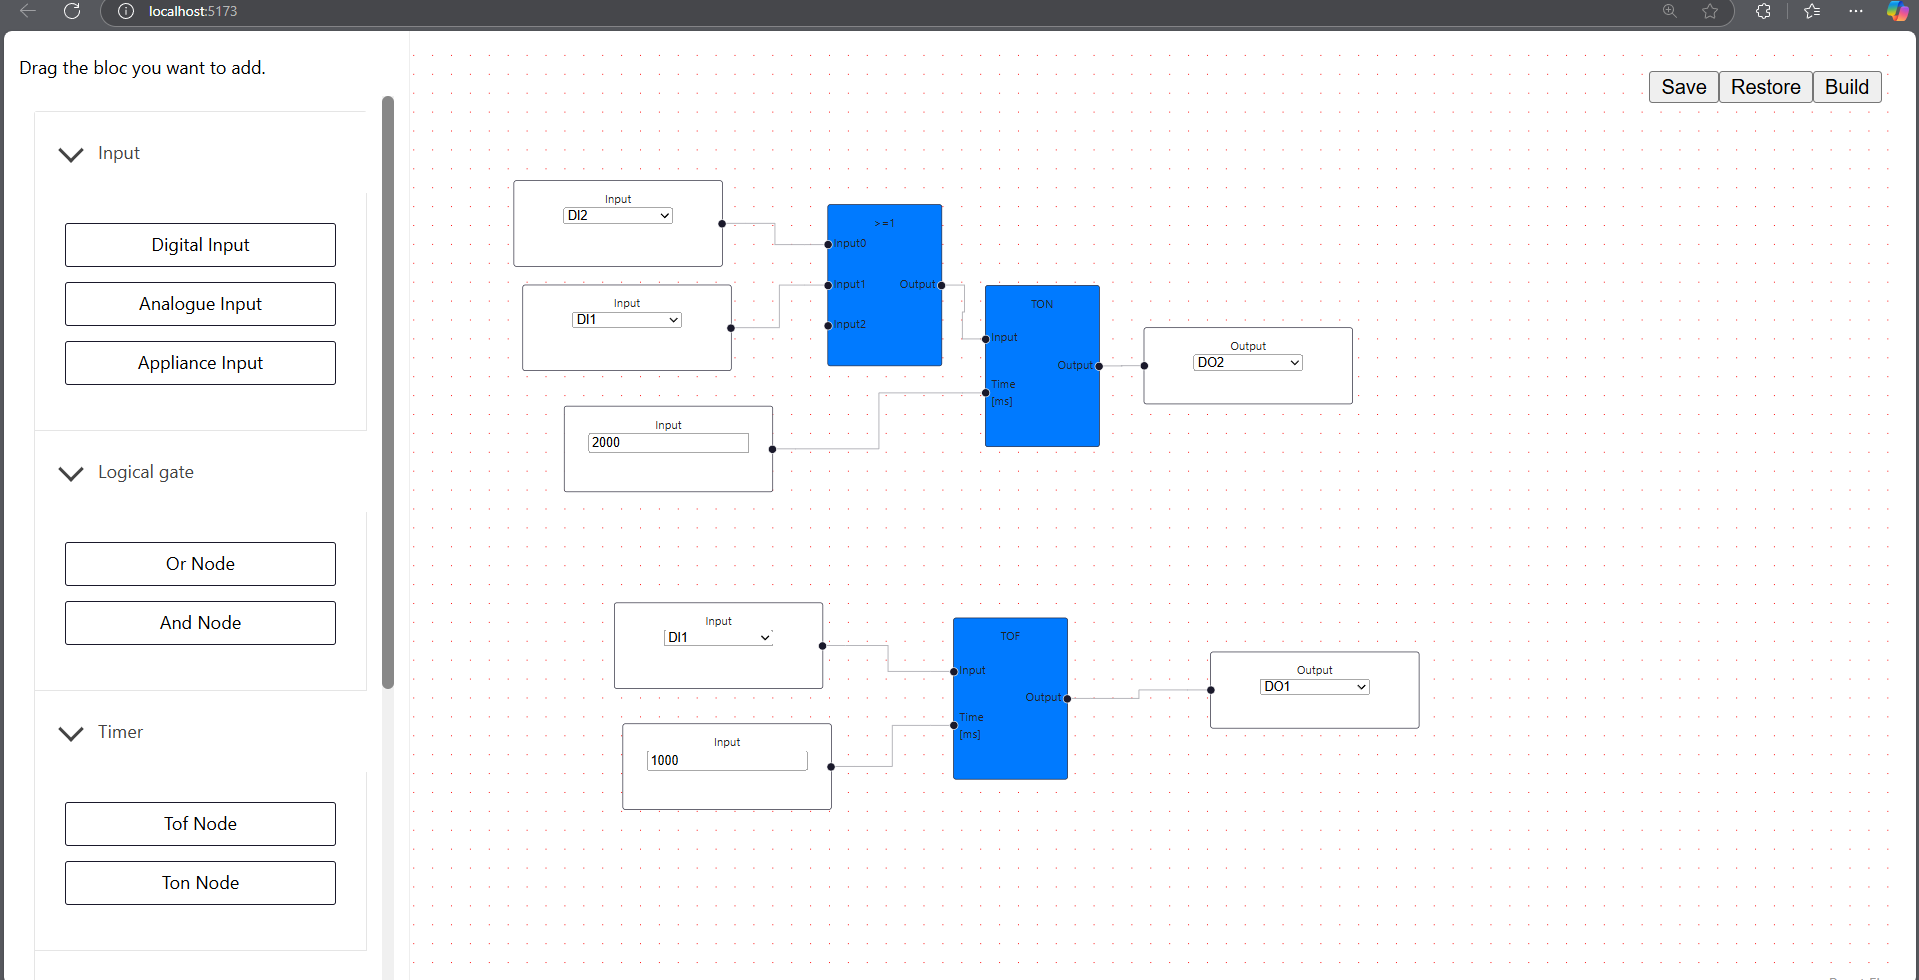 localhost:5173
Drag the bloc you want to add.
Save Restore Build
Input
Digital Input
Analogue Input
Appliance Input
Logical gate
Or Node
And Node
Timer
Tof Node
Ton Node
Input
DI2
Input
DI1
Input
2000
>=1
Input0
Input1
Output
Input2
TON
Input
Output
Time
[ms]
Output
DO2
Input
DI1
Input
1000
TOF
Input
Output
Time
[ms]
Output
DO1